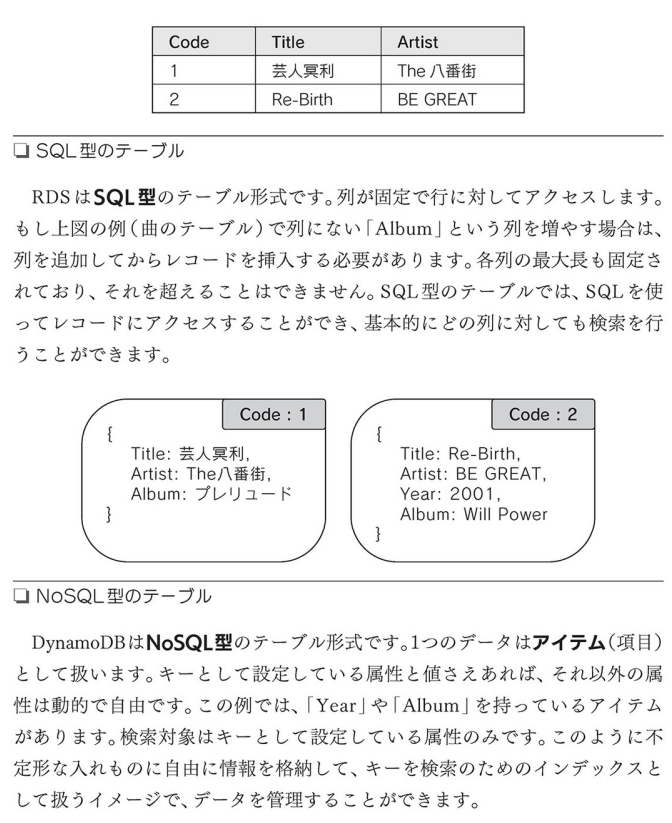 Code Title Artist
1 芸人冥利 The 八番街
2 Re-Birth BE GREAT
❏ SQL型のテーブル
RDSはSQL型のテーブル形式です。列が固定で行に対してアクセスします。
もし上図の例（曲のテーブル）で列にない「Album」という列を増やす場合は、
列を追加してからレコードを挿入する必要があります。各列の最大長も固定さ
れており、それを超えることはできません。SQL型のテーブルでは、SQLを使
ってレコードにアクセスすることができ、基本的にどの列に対しても検索を行
うことができます。
Code : 1
{
Title: 芸人冥利,
Artist: The八番街,
Album: プレリュード
}
Code : 2
{
Title: Re-Birth,
Artist: BE GREAT,
Year: 2001,
Album: Will Power
}
❏ NoSQL型のテーブル
DynamoDBはNoSQL型のテーブル形式です。1つのデータはアイテム（項目）
として扱います。キーとして設定している属性と値さえあれば、それ以外の属
性は動的で自由です。この例では、「Year」や「Album」を持っているアイテム
があります。検索対象はキーとして設定している属性のみです。このように不
定形な入れものに自由に情報を格納して、キーを検索のためのインデックスと
して扱うイメージで、データを管理することができます。